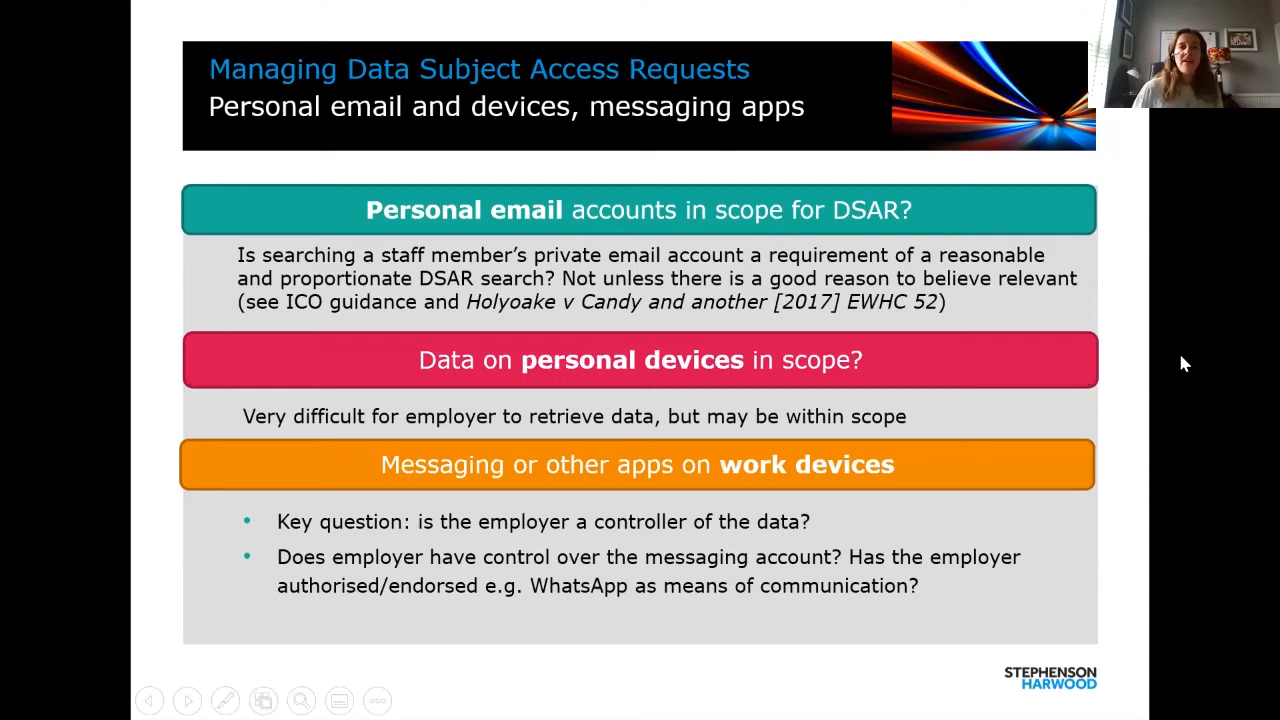 Managing Data Subject Access Requests
Personal email and devices, messaging apps
Personal email accounts in scope for DSAR?
Is searching a staff member's private email account a requirement of a reasonable
and proportionate DSAR search? Not unless there is a good reason to believe relevant
(see ICO guidance and Holyoake v Candy and another [2017] EWHC 52)
Data on personal devices in scope?
Very difficult for employer to retrieve data, but may be within scope
Messaging or other apps on work devices
• Key question: is the employer a controller of the data?
• Does employer have control over the messaging account? Has the employer
authorised/endorsed e.g. WhatsApp as means of communication?
STEPHENSON
HARWOOD